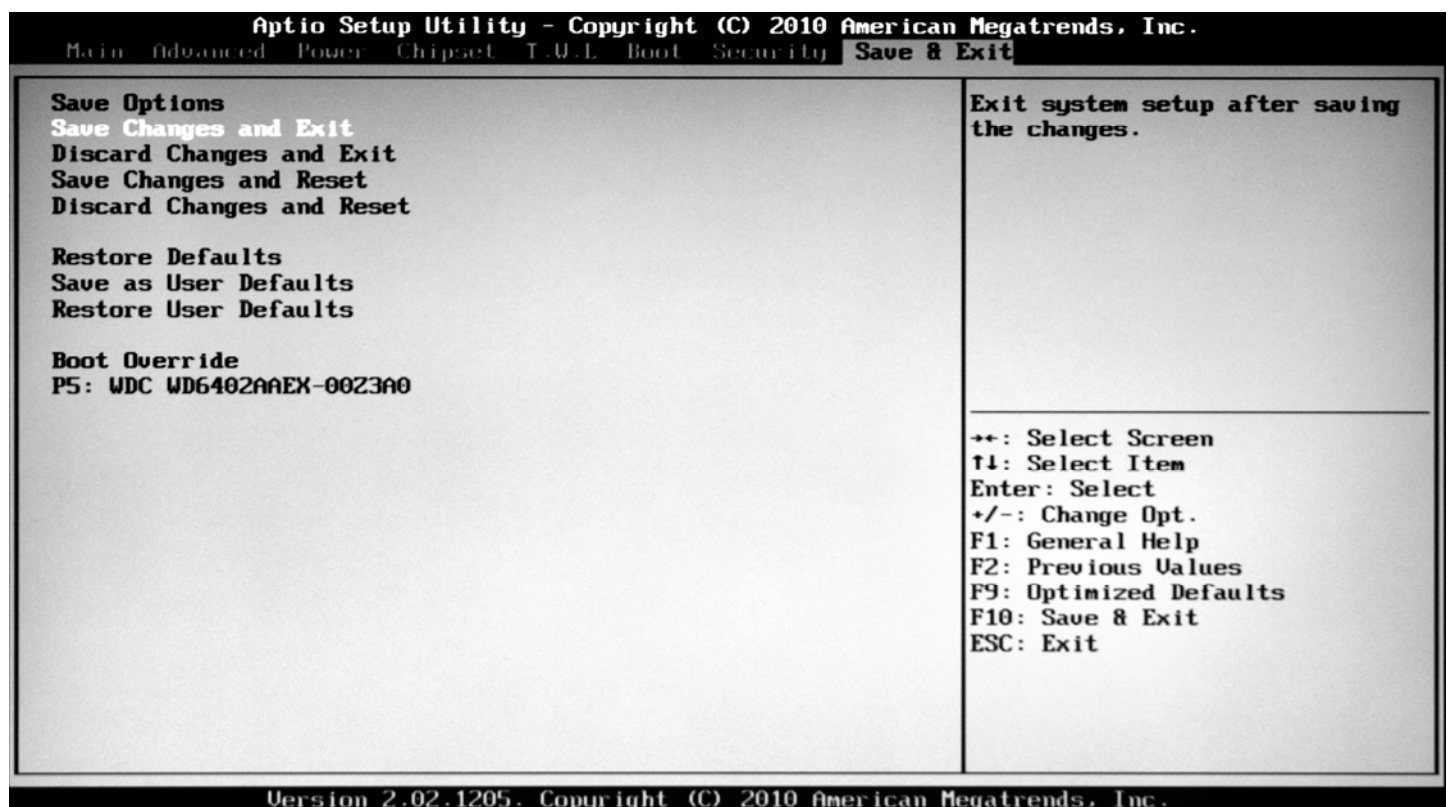 Aptio Setup Utility - Copyright (C) 2010 American Megatrends, Inc.
Main Advanced Power Chipset T.W.L Boot Security Save & Exit
Save Options
Save Changes and Exit
Discard Changes and Exit
Save Changes and Reset
Discard Changes and Reset
Restore Defaults
Save as User Defaults
Restore User Defaults
Boot Override
P5: WDC WD6402AAEX-00Z3A0
Exit system setup after saving
the changes.
→←: Select Screen
↑↓: Select Item
Enter: Select
+/-: Change Opt.
F1: General Help
F2: Previous Values
F9: Optimized Defaults
F10: Save & Exit
ESC: Exit
Version 2.02.1205. Copyright (C) 2010 American Megatrends, Inc.